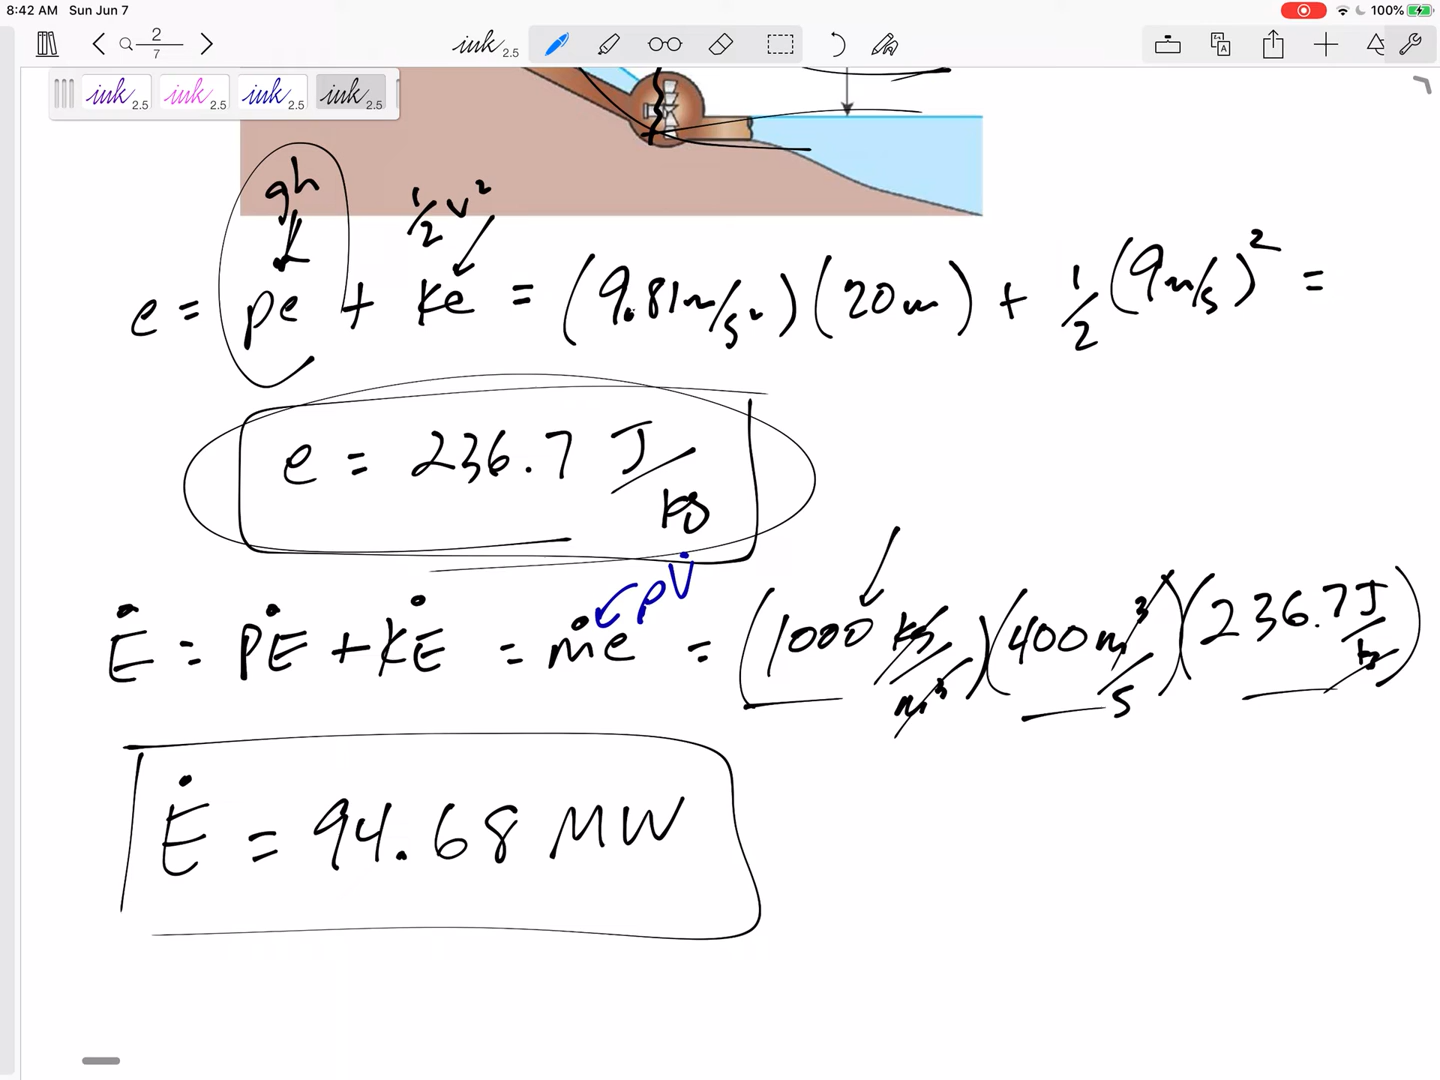 8:42 AM Sun Jun 7
100%
2
7
ink 2.5
ink 2.5 ink 2.5 ink 2.5 ink 2.5
gh
1/2 v²
e = pe + ke = (9.81 m/s²)(20 m) + 1/2 (9 m/s)² =
e = 236.7 J/kg
ρV̇
Ė = PĖ + KĖ = ṁe = (1000 kg/m³)(400 m³/s)(236.7 J/kg)
Ė = 94.68 MW